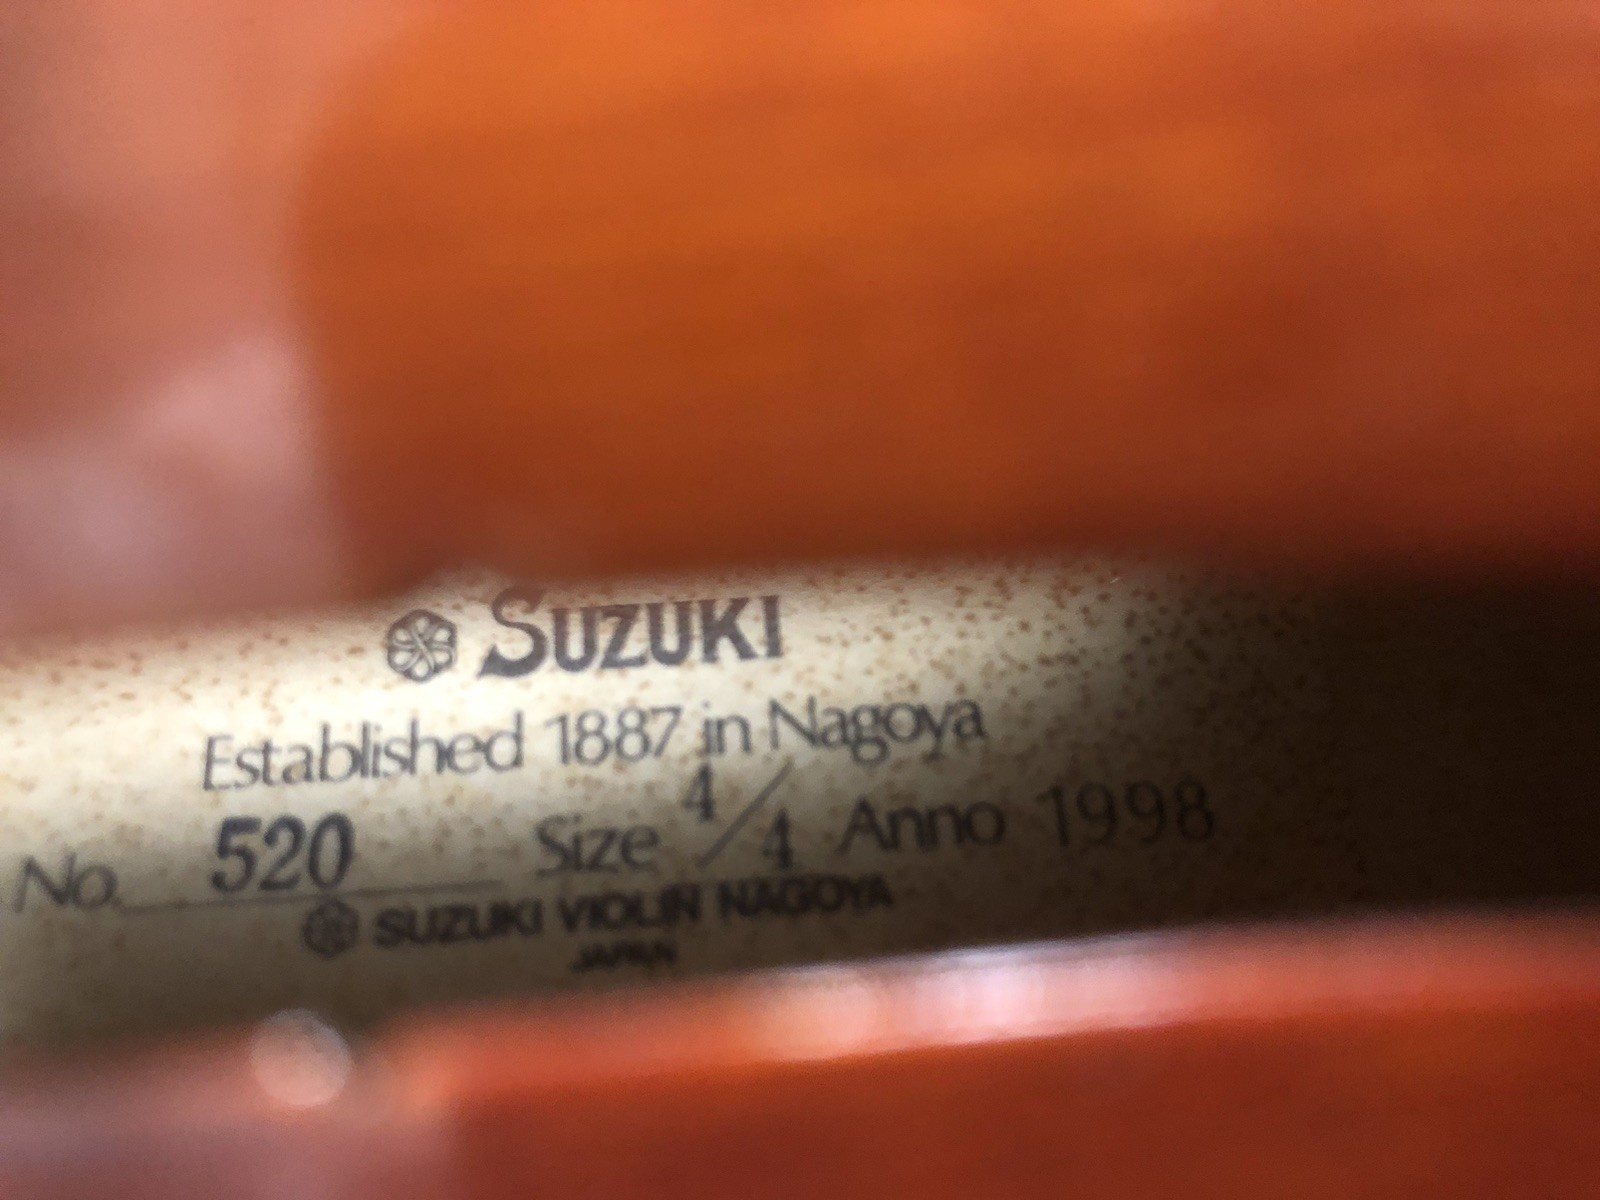 SUZUKI
Established 1887 in Nagoya
No. 520 Size 4/4 Anno 1998
SUZUKI VIOLIN NAGOYA
JAPAN